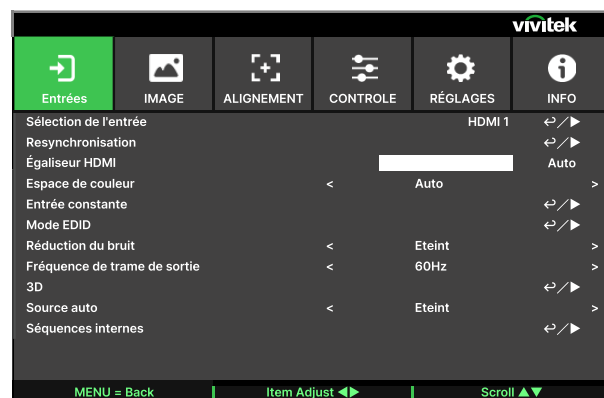 vivitek
Entrées IMAGE ALIGNEMENT CONTROLE RÉGLAGES INFO
Sélection de l'entrée HDMI 1 ↩/▶
Resynchronisation ↩/▶
Égaliseur HDMI Auto
Espace de couleur < Auto >
Entrée constante ↩/▶
Mode EDID ↩/▶
Réduction du bruit < Eteint >
Fréquence de trame de sortie < 60Hz >
3D ↩/▶
Source auto < Eteint >
Séquences internes ↩/▶
MENU = Back Item Adjust ◀▶ Scroll ▲▼